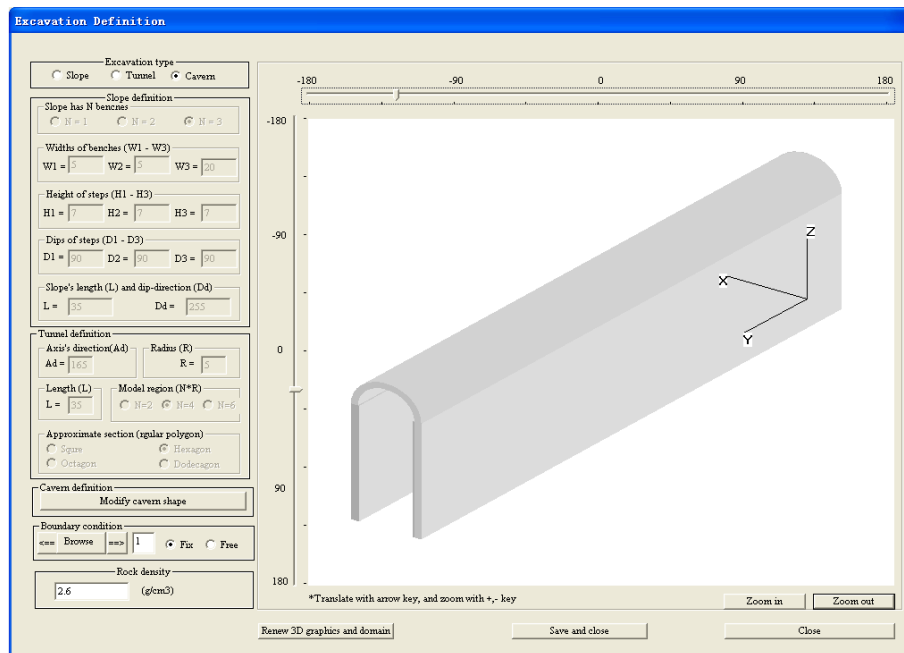 Excavation Definition
Excavation type
Slope Tunnel Cavern
Slope definition
Slope has N benches
N = 1 N = 2 N = 3
Widths of benches (W1 - W3)
W1 = 5 W2 = 5 W3 = 20
Height of steps (H1 - H3)
H1 = 7 H2 = 7 H3 = 7
Dips of steps (D1 - D3)
D1 = 90 D2 = 90 D3 = 90
Slope's length (L) and dip-direction (Dd)
L = 35 Dd = 255
Tunnel definition
Axis's direction(Ad) Radius (R)
Ad = 165 R = 5
Length (L) Model region (N*R)
L = 35 N=2 N=4 N=6
Approximate section (rgular polygon)
Squre Hexagon
Octagon Dodecagon
Cavern definition
Modify cavern shape
Boundary condition
<== Browse ==> 1 Fix Free
Rock density
2.6 (g/cm3)
-180 -90 0 90 180
-180
-90
0
90
180
Z
X
Y
*Translate with arrow key, and zoom with +,- key
Zoom in Zoom out
Renew 3D graphics and domain Save and close Close